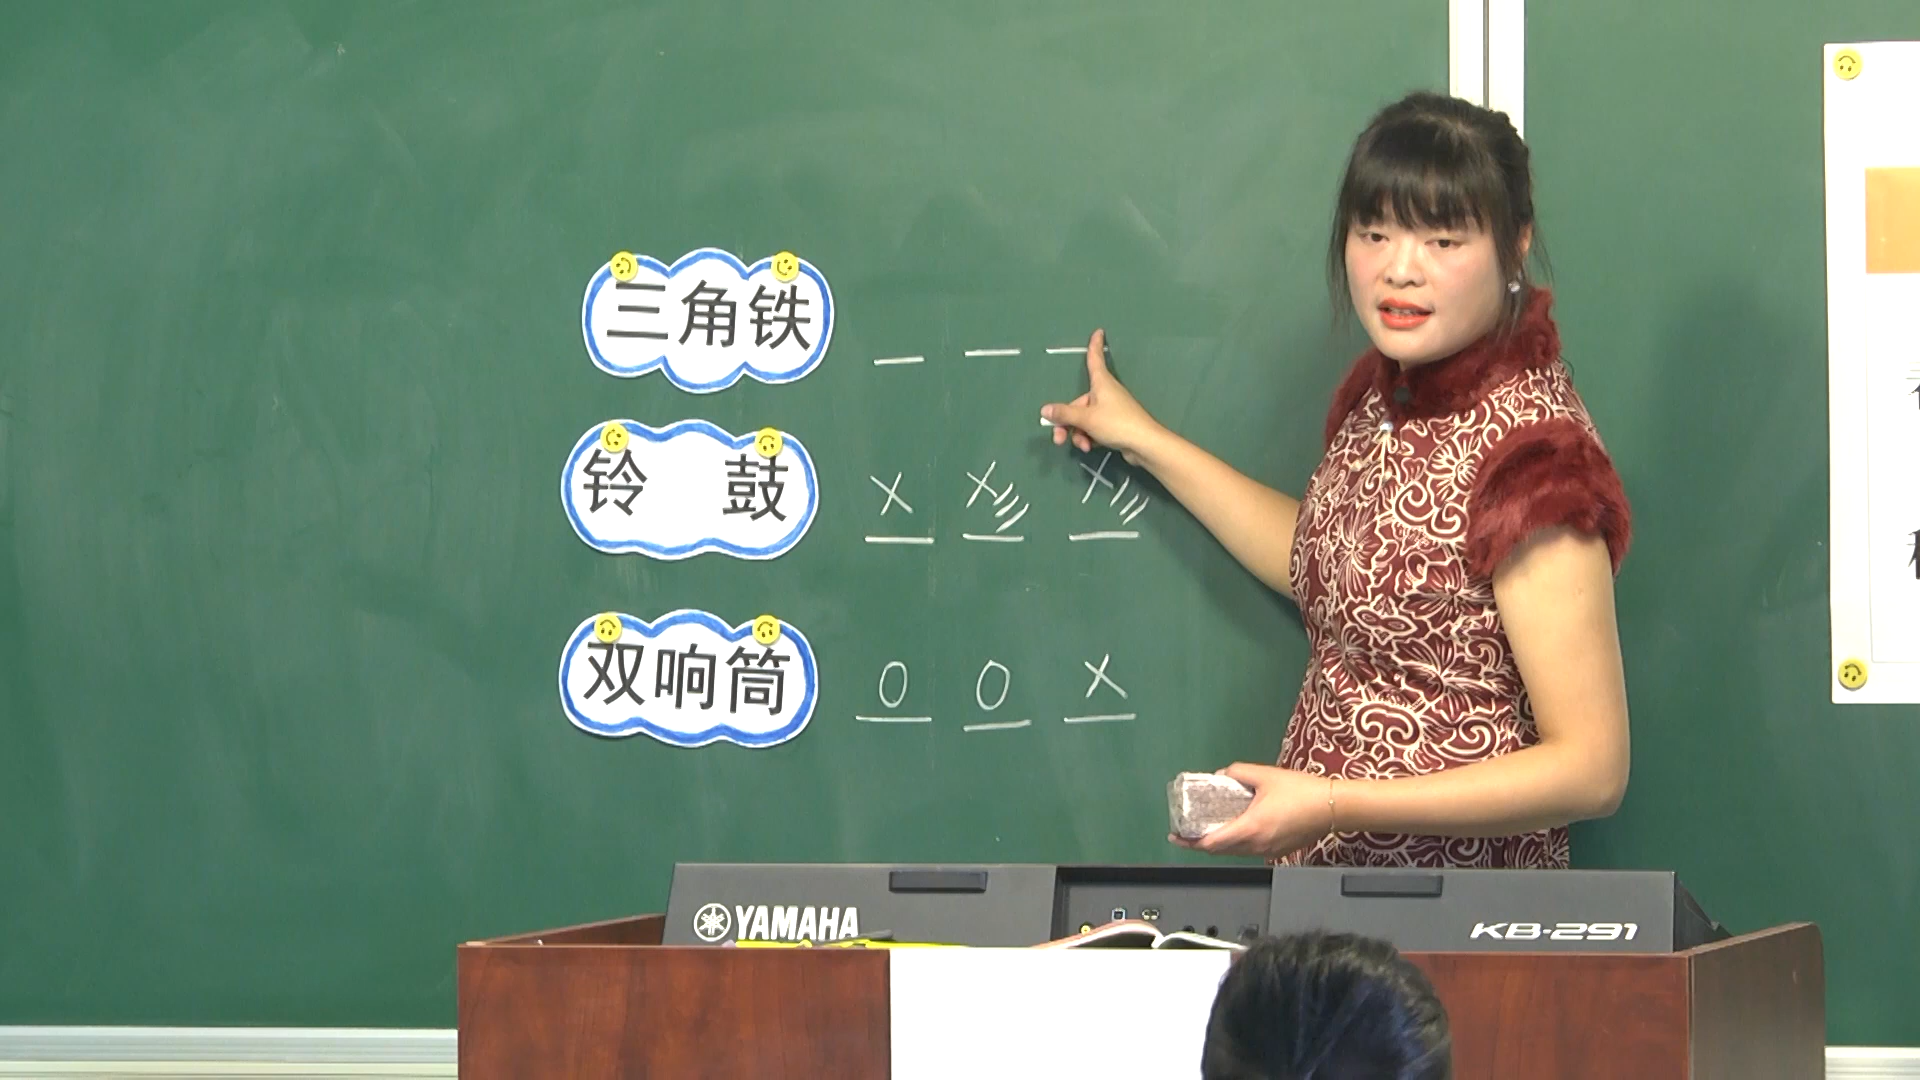 三角铁 — — —
铃 鼓 X X X
双响筒 O O X
YAMAHA
KB-291